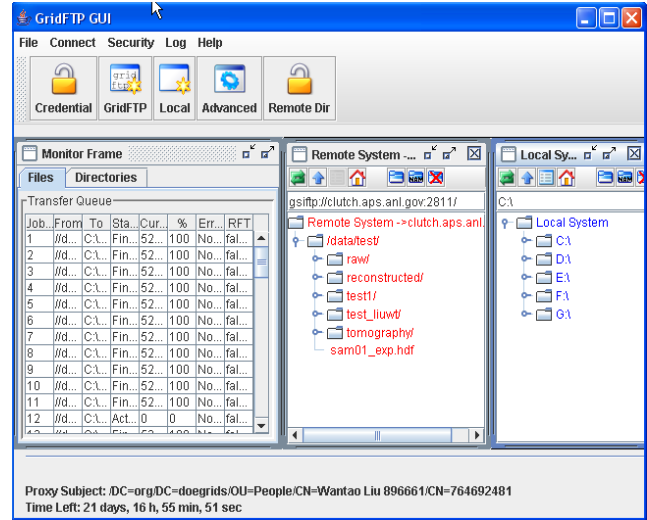 GridFTP GUI
File Connect Security Log Help
grid
ftp
Credential GridFTP Local Advanced Remote Dir
Monitor Frame
Files Directories
Transfer Queue
Job... From To Sta... Cur... % Err... RFT
1 //d... C:\... Fin... 52... 100 No... fal...
2 //d... C:\... Fin... 52... 100 No... fal...
3 //d... C:\... Fin... 52... 100 No... fal...
4 //d... C:\... Fin... 52... 100 No... fal...
5 //d... C:\... Fin... 52... 100 No... fal...
6 //d... C:\... Fin... 52... 100 No... fal...
7 //d... C:\... Fin... 52... 100 No... fal...
8 //d... C:\... Fin... 52... 100 No... fal...
9 //d... C:\... Fin... 52... 100 No... fal...
10 //d... C:\... Fin... 52... 100 No... fal...
11 //d... C:\... Fin... 52... 100 No... fal...
12 //d... C:\... Act... 0 0 No... fal...
Remote System -...
gsiftp://clutch.aps.anl.gov:2811/
Remote System ->clutch.aps.anl.
/data/test/
raw/
reconstructed/
test1/
test_liuwt/
tomography/
sam01_exp.hdf
Local Sy...
C:\
Local System
C:\
D:\
E:\
F:\
G:\
Proxy Subject: /DC=org/DC=doegrids/OU=People/CN=Wantao Liu 896661/CN=764692481
Time Left: 21 days, 16 h, 55 min, 51 sec